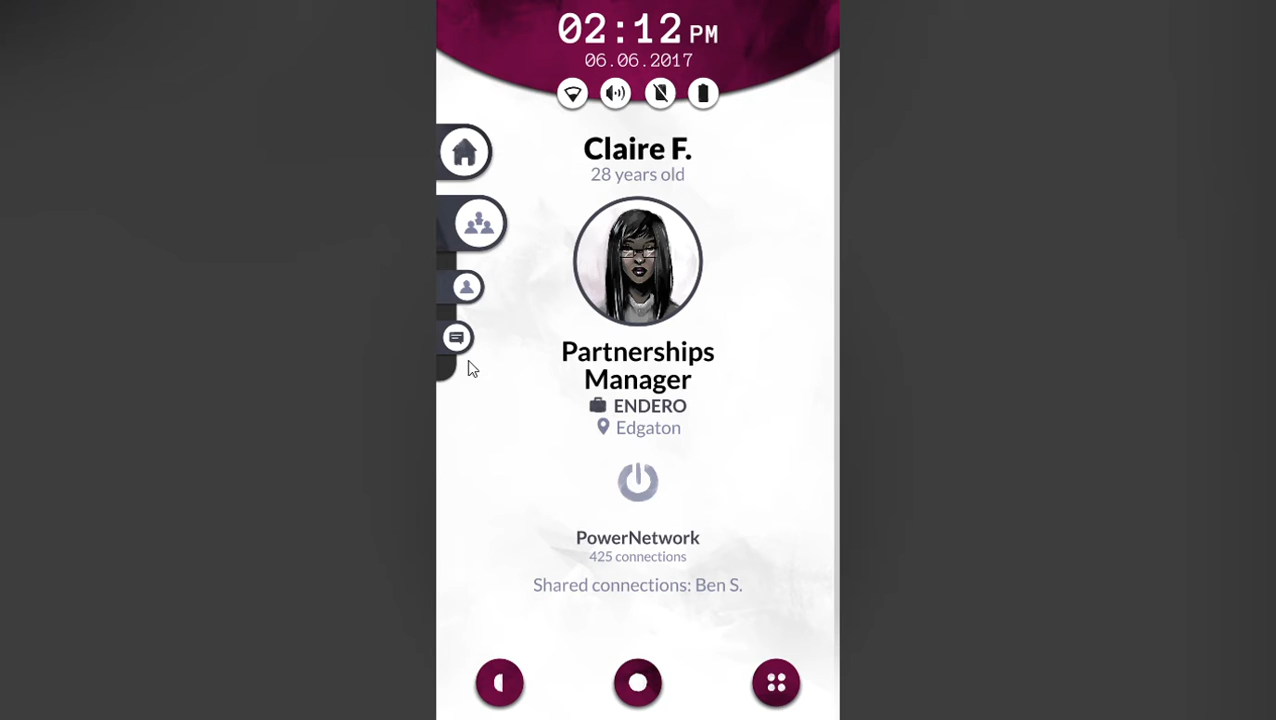 02:12 PM
06.06.2017
Claire F.
28 years old
Partnerships
Manager
ENDERO
Edgaton
PowerNetwork
425 connections
Shared connections: Ben S.